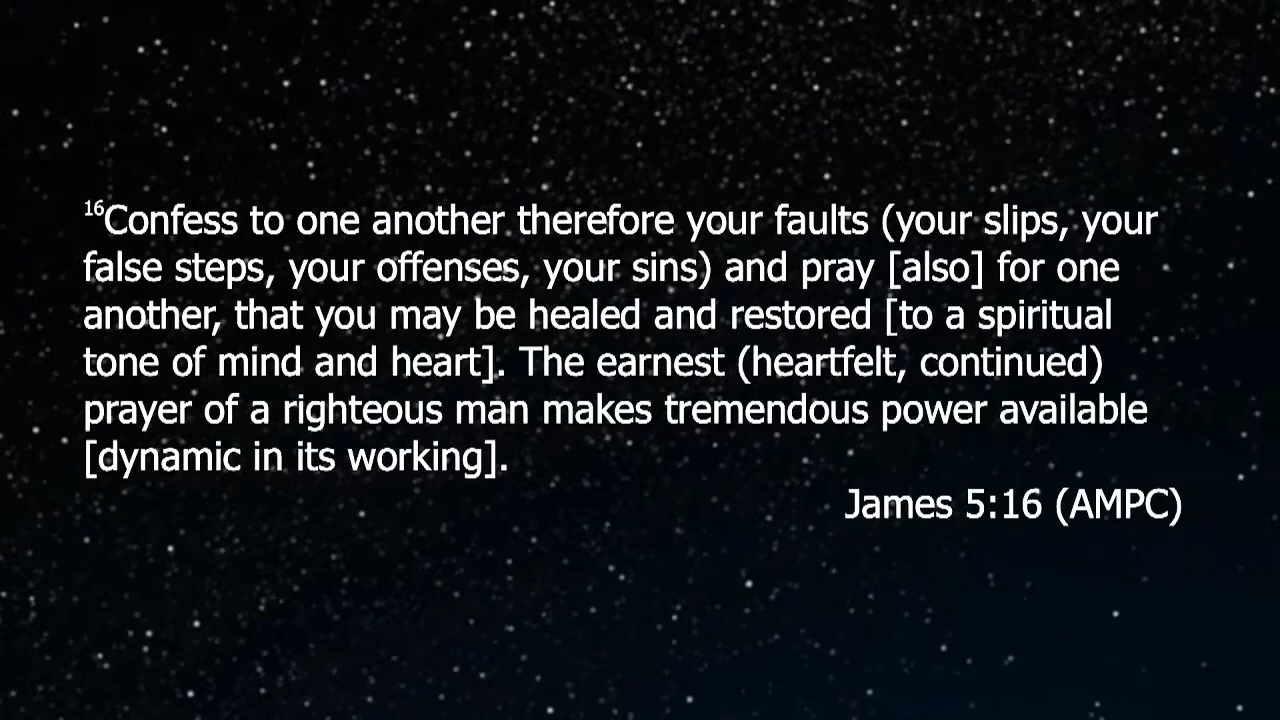 16Confess to one another therefore your faults (your slips, your
false steps, your offenses, your sins) and pray [also] for one
another, that you may be healed and restored [to a spiritual
tone of mind and heart]. The earnest (heartfelt, continued)
prayer of a righteous man makes tremendous power available
[dynamic in its working].
James 5:16 (AMPC)